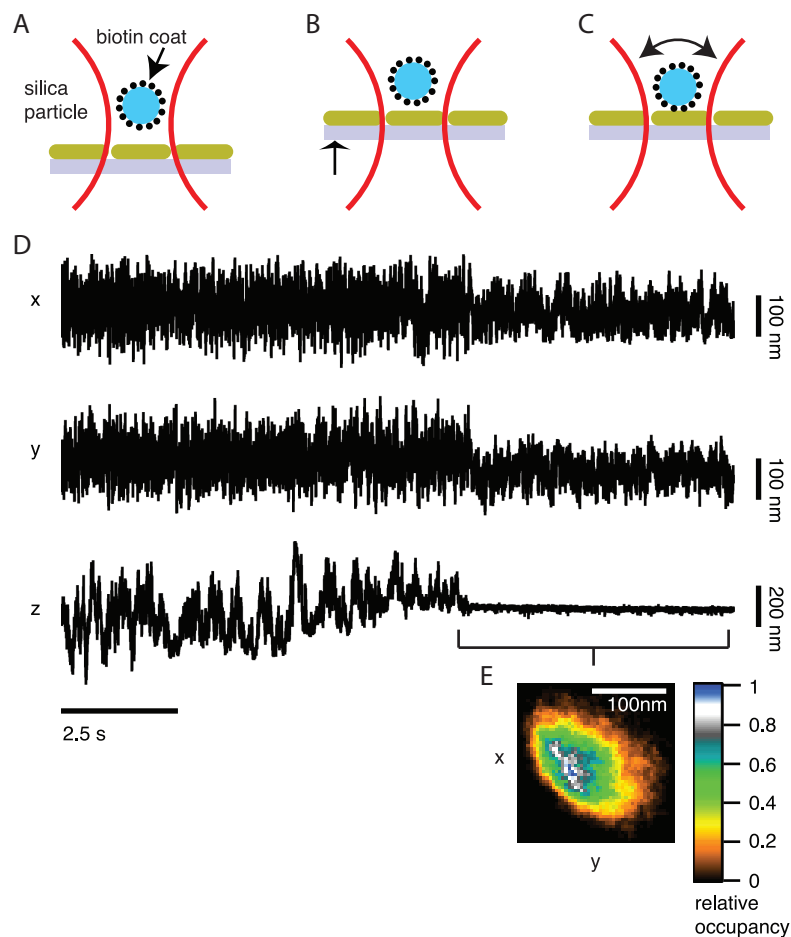 A
B
C
biotin coat
silica
particle
D
x
100 nm
y
100 nm
z
200 nm
2.5 s
E
100nm
x
y
1
0.8
0.6
0.4
0.2
0
relative
occupancy